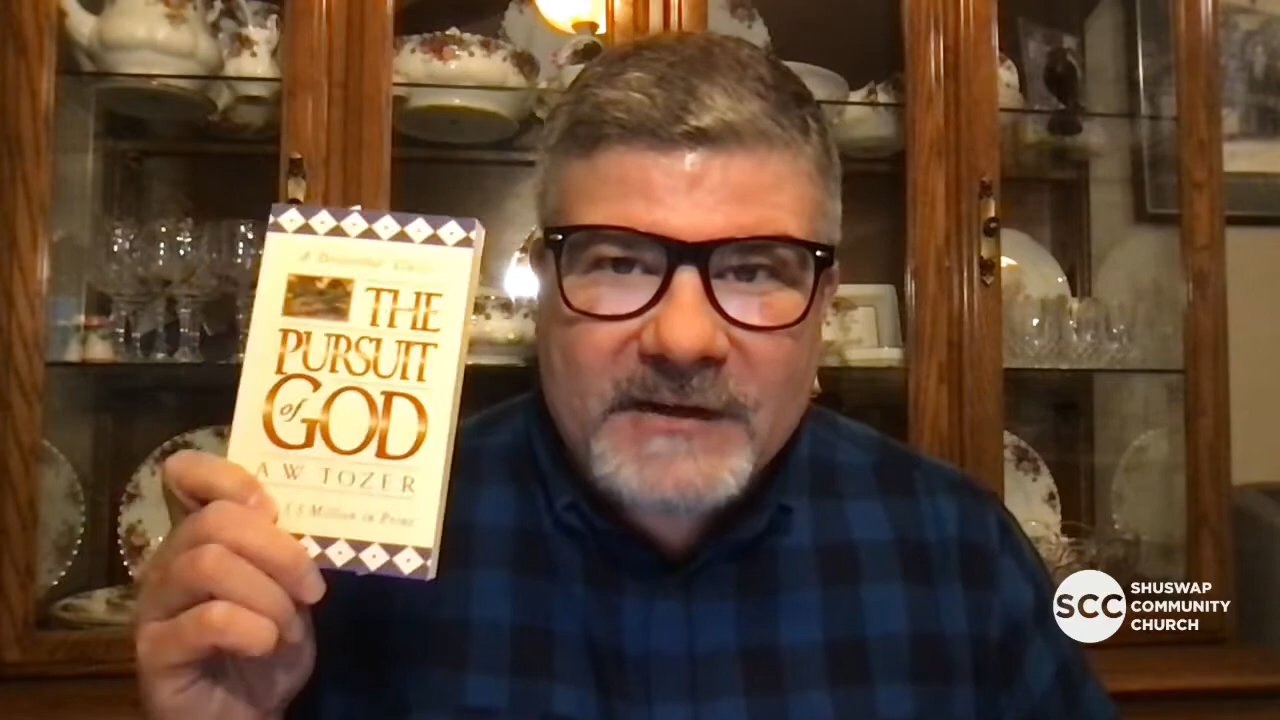 A Devotional Classic
THE
PURSUIT
of GOD
A W TOZER
Million in Print
SCC
SHUSWAP
COMMUNITY
CHURCH